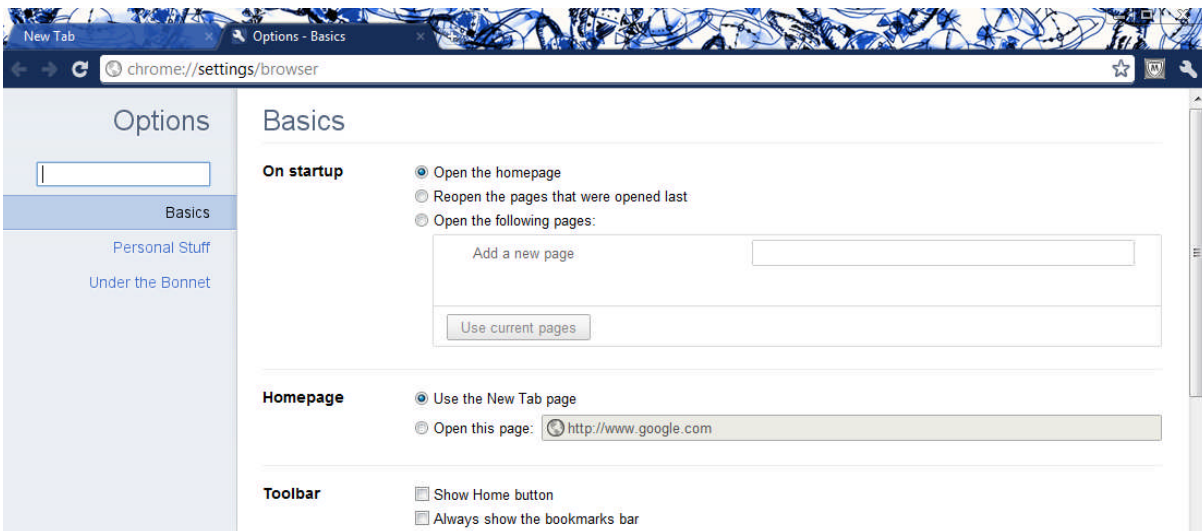 New Tab
Options - Basics
chrome://settings/browser
Options
Basics
Personal Stuff
Under the Bonnet
Basics
On startup
Open the homepage
Reopen the pages that were opened last
Open the following pages:
Add a new page
Use current pages
Homepage
Use the New Tab page
Open this page: http://www.google.com
Toolbar
Show Home button
Always show the bookmarks bar